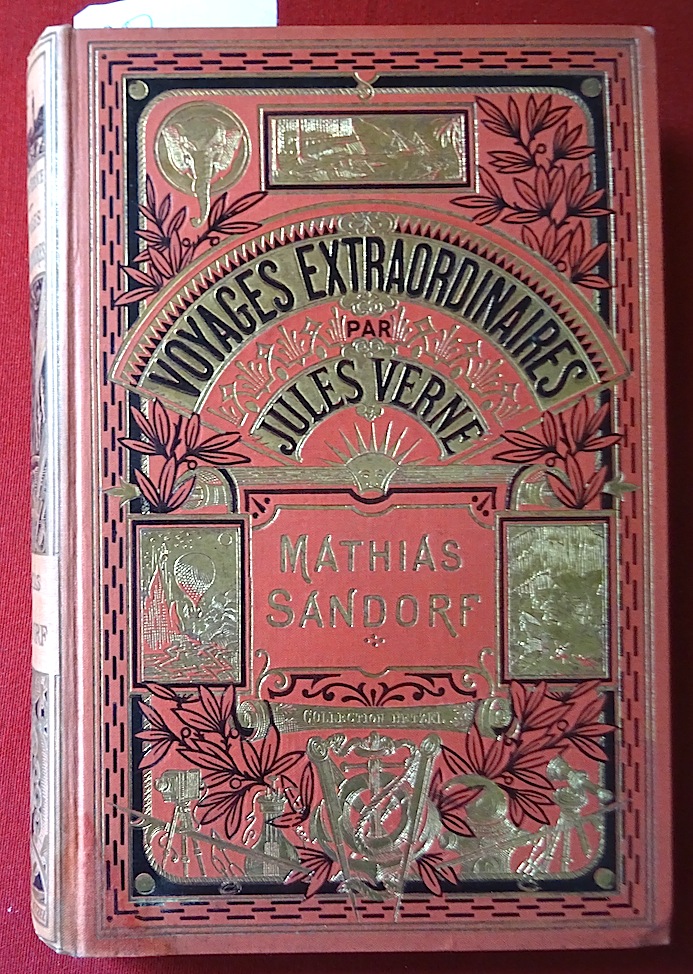 VOYAGES EXTRAORDINAIRES
PAR
JULES VERNE
MATHIAS
SANDORF
COLLECTION HETZEL